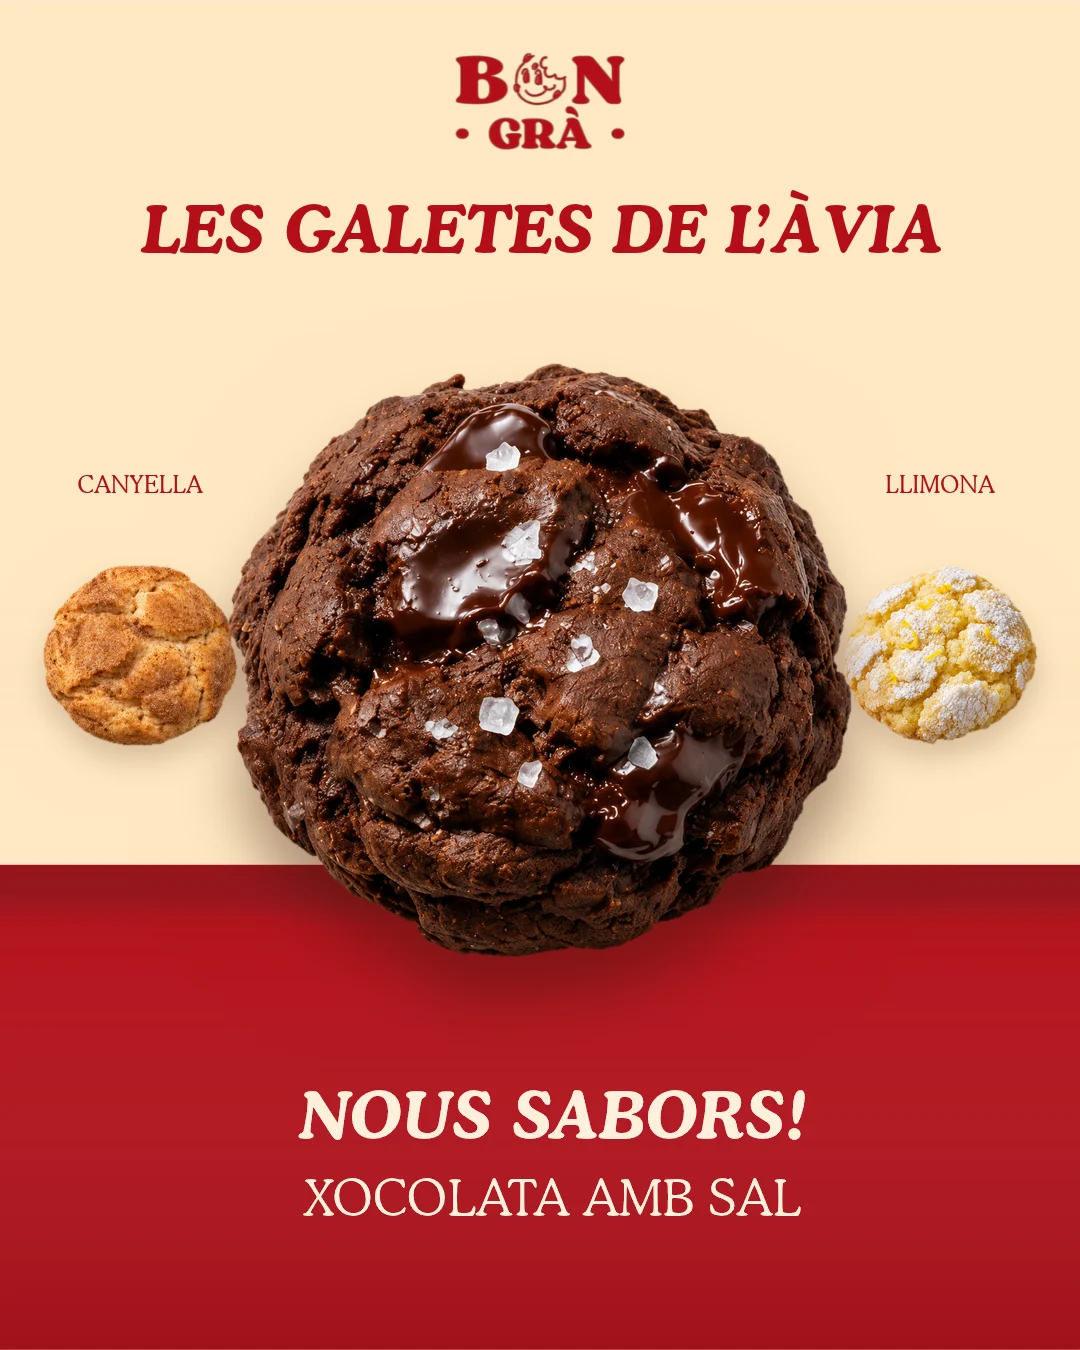 BON
• GRÀ •
LES GALETES DE L’ÀVIA
CANYELLA
LLIMONA
NOUS SABORS!
XOCOLATA AMB SAL